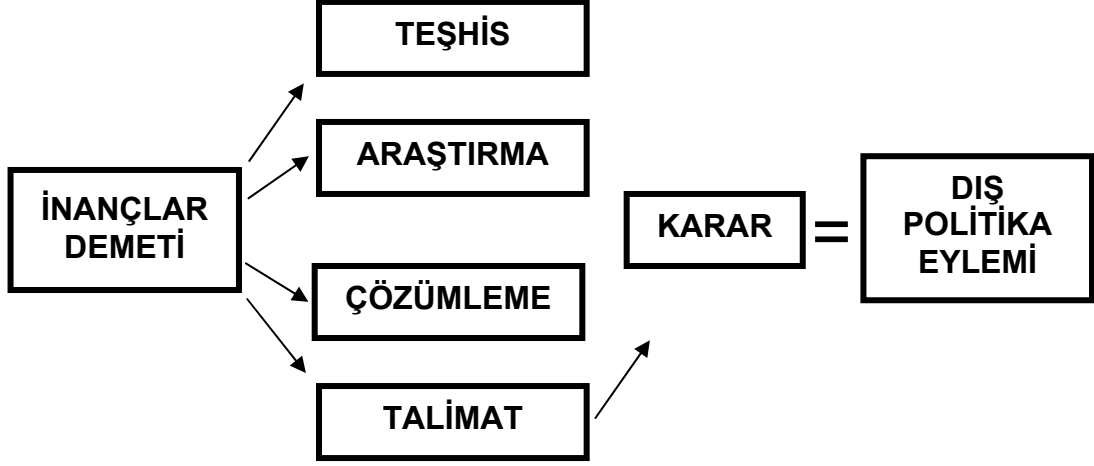 TEŞHİS
ARAŞTIRMA
İNANÇLAR
DEMETİ
ÇÖZÜMLEME
TALİMAT
KARAR
=
DIŞ
POLİTİKA
EYLEMİ